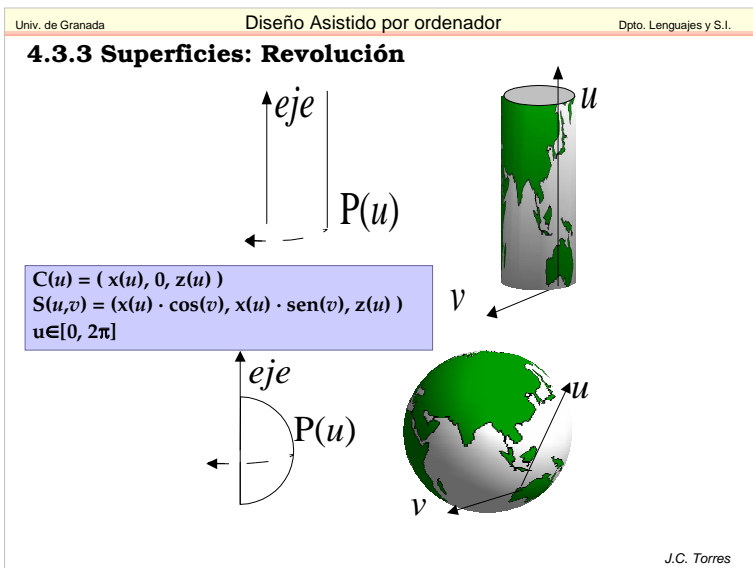 Univ. de Granada Diseño Asistido por ordenador Dpto. Lenguajes y S.I.
4.3.3 Superficies: Revolución
eje
u
P(u)
C(u) = ( x(u), 0, z(u) )
S(u,v) = (x(u) · cos(v), x(u) · sen(v), z(u) )
u∈[0, 2π]
v
eje
u
P(u)
v
J.C. Torres